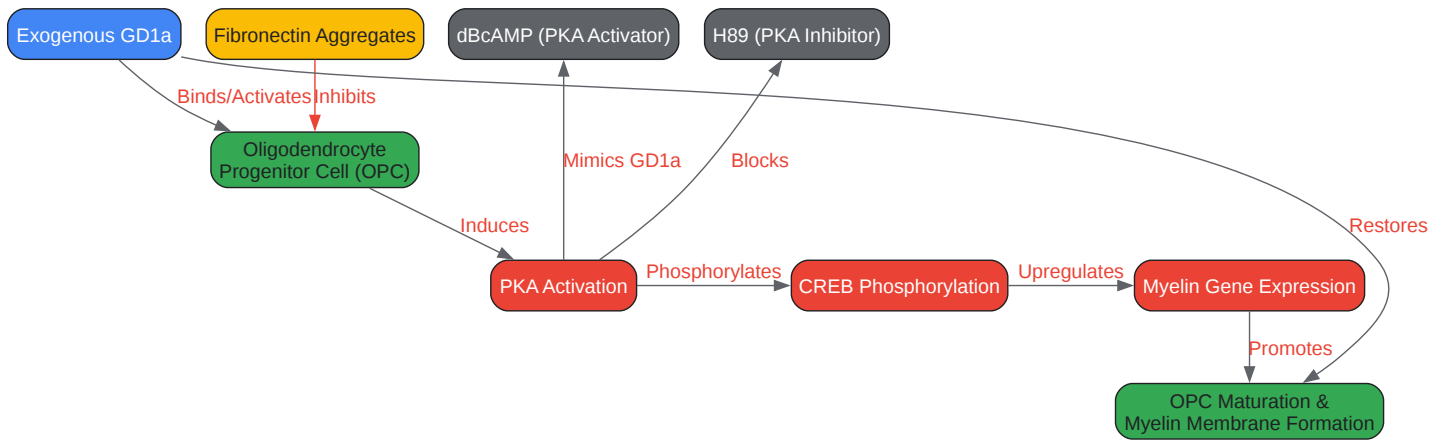 Exogenous GD1a
Fibronectin Aggregates
dBcAMP (PKA Activator)
H89 (PKA Inhibitor)
Binds/Activates
Inhibits
Oligodendrocyte
Progenitor Cell (OPC)
Mimics GD1a
Blocks
Induces
Restores
PKA Activation
Phosphorylates
CREB Phosphorylation
Upregulates
Myelin Gene Expression
Promotes
OPC Maturation &
Myelin Membrane Formation